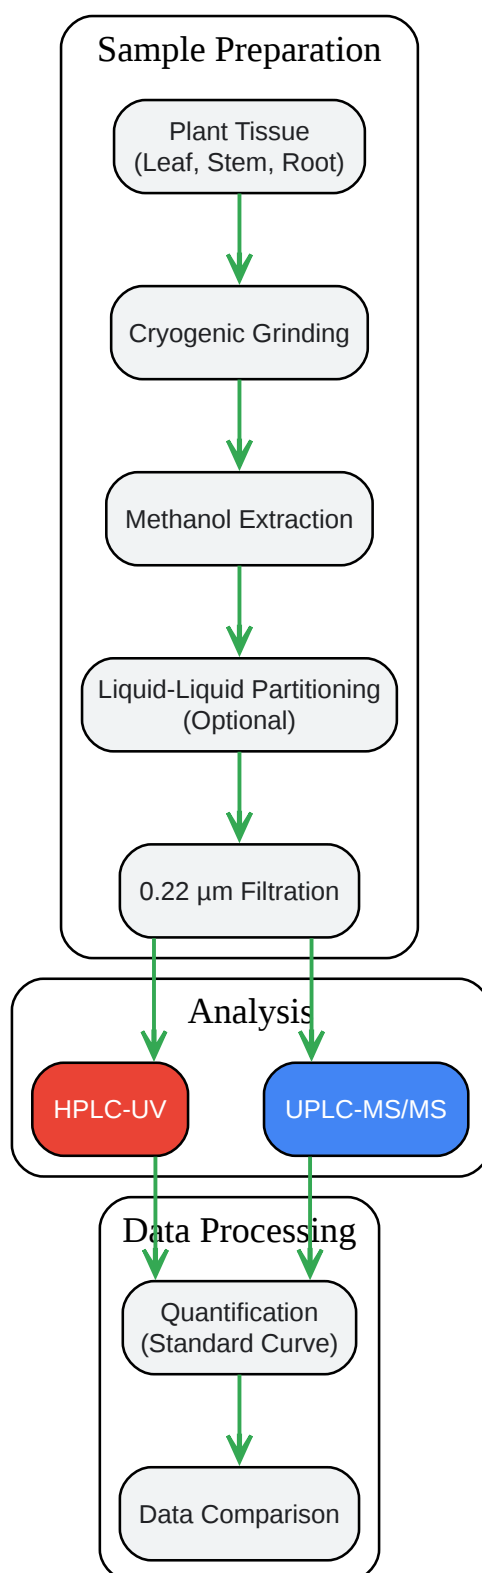 Sample Preparation
Plant Tissue
(Leaf, Stem, Root)
Cryogenic Grinding
Methanol Extraction
Liquid-Liquid Partitioning
(Optional)
0.22 µm Filtration
Analysis
HPLC-UV
UPLC-MS/MS
Data Processing
Quantification
(Standard Curve)
Data Comparison